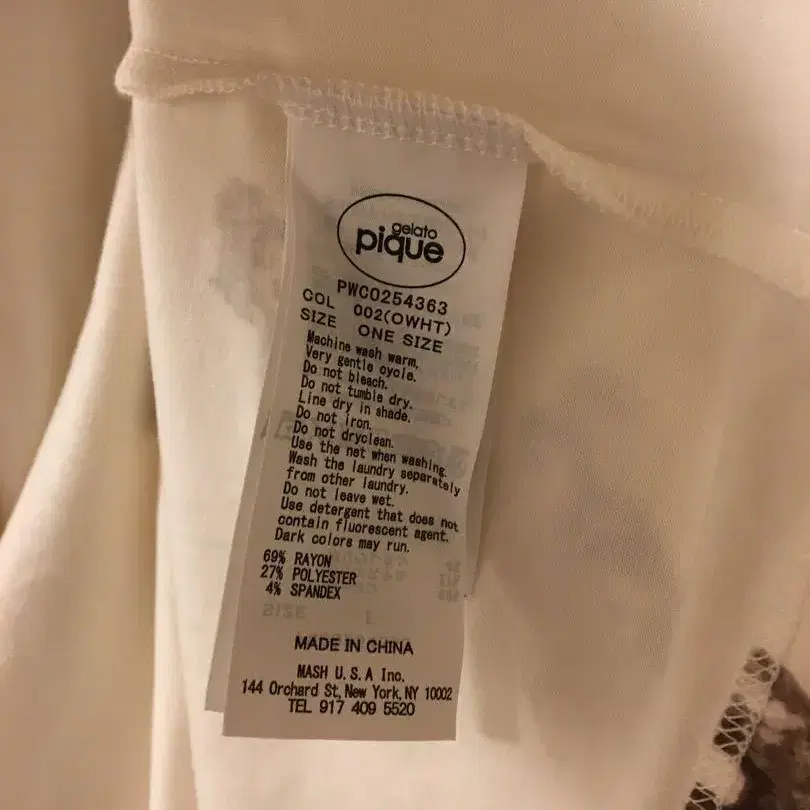 gelato
pique
PWCO254363
COL 002(OWHT)
SIZE ONE SIZE
Machine wash warm,
Very gentle cycle.
Do not bleach.
Do not tumble dry.
Line dry in shade.
Do not iron.
Do not dryclean.
Use the net when washing.
Wash the laundry separately
from other laundry.
Do not leave wet.
Use detergent that does not
contain fluorescent agent.
Dark colors may run.
69% RAYON
27% POLYESTER
4% SPANDEX
MADE IN CHINA
MASH U.S.A Inc.
144 Orchard St, New York, NY 10002
TEL 917 409 5520